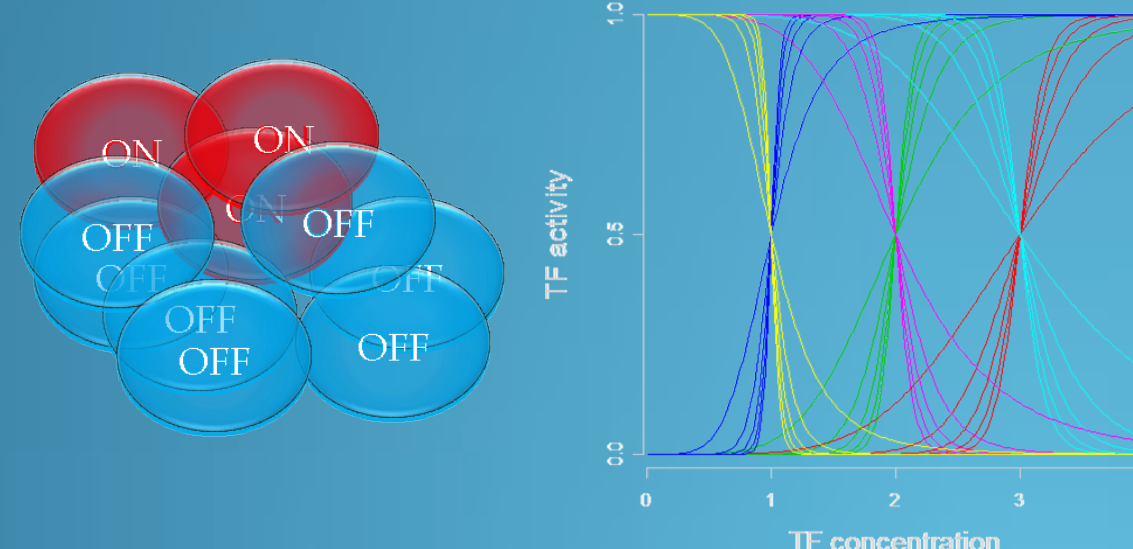 ON
ON
ON
OFF
OFF
OFF
OFF
OFF
OFF
OFF
TF activity
1.0
0.5
0.0
0
1
2
3
TF concentration